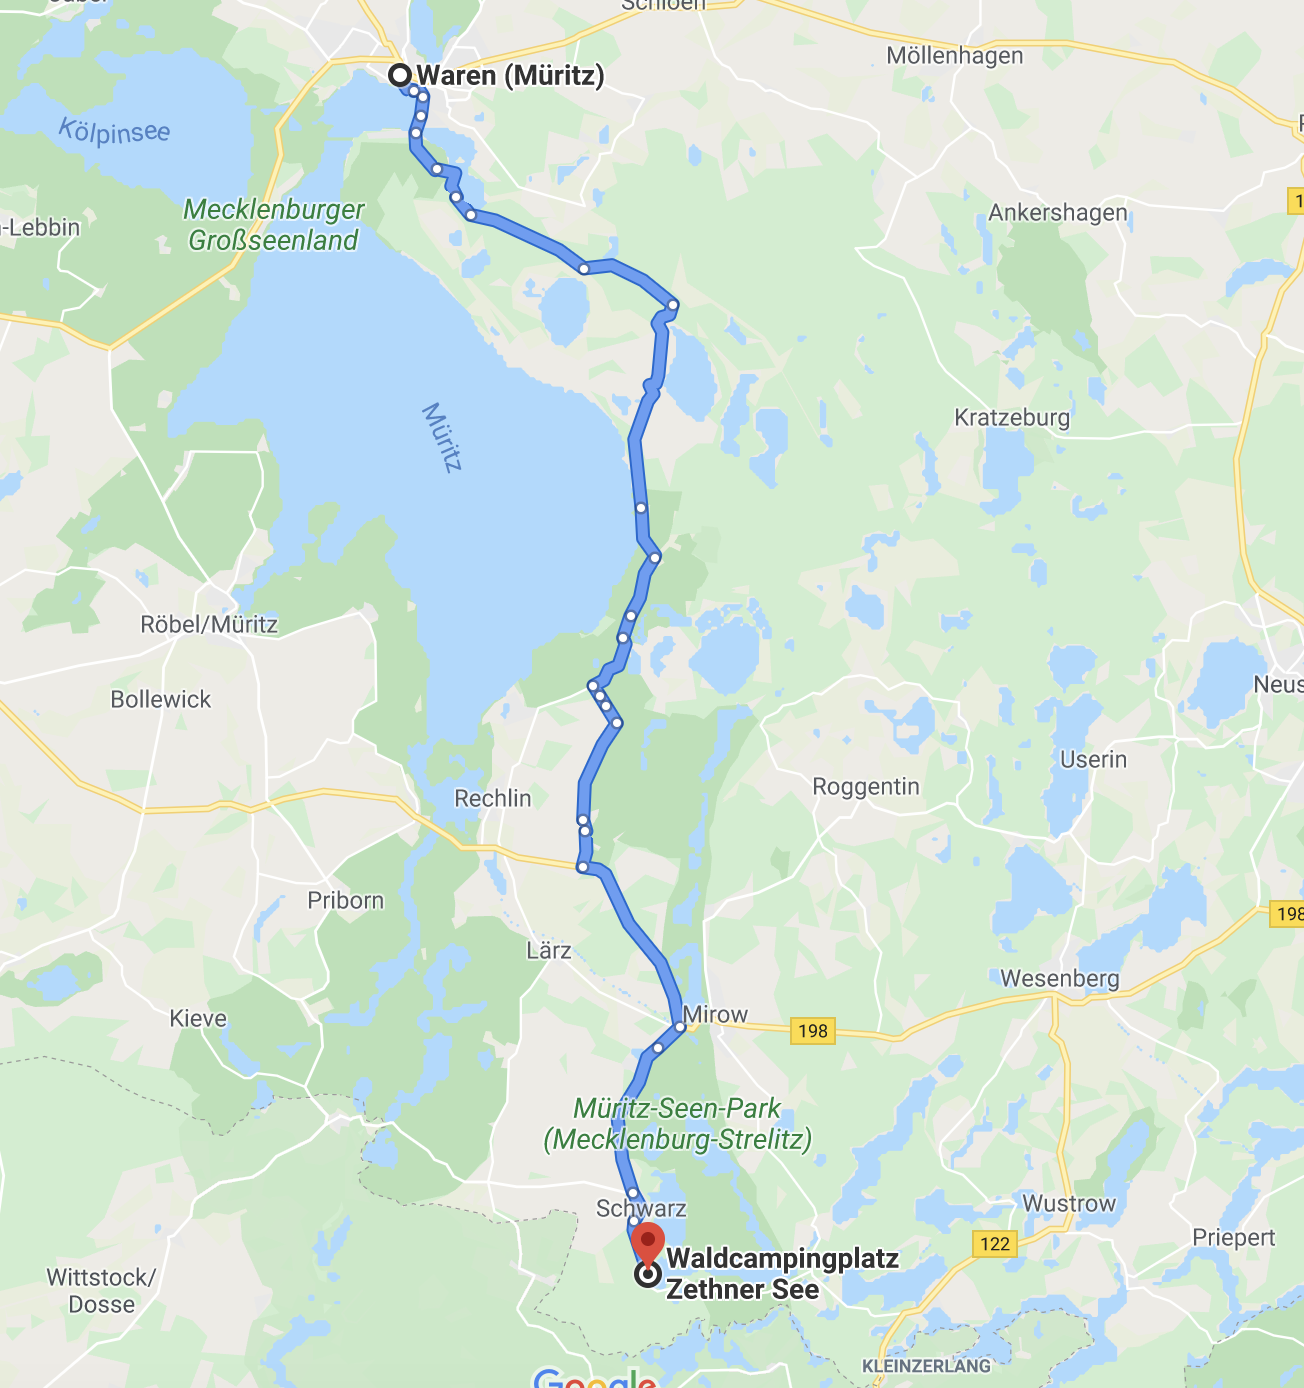 Schloen
Möllenhagen
Waren (Müritz)
Kölpinsee
Mecklenburger
Großseenland
Ankershagen
-Lebbin
Kratzeburg
Müritz
Röbel/Müritz
Bollewick
Neus
Userin
Roggentin
Rechlin
Priborn
198
Lärz
Wesenberg
Kieve
Mirow
198
Müritz-Seen-Park
(Mecklenburg-Strelitz)
Schwarz
Wustrow
Priepert
122
Waldcampingplatz
Zethner See
Wittstock/
Dosse
KLEINZERLANG
Google